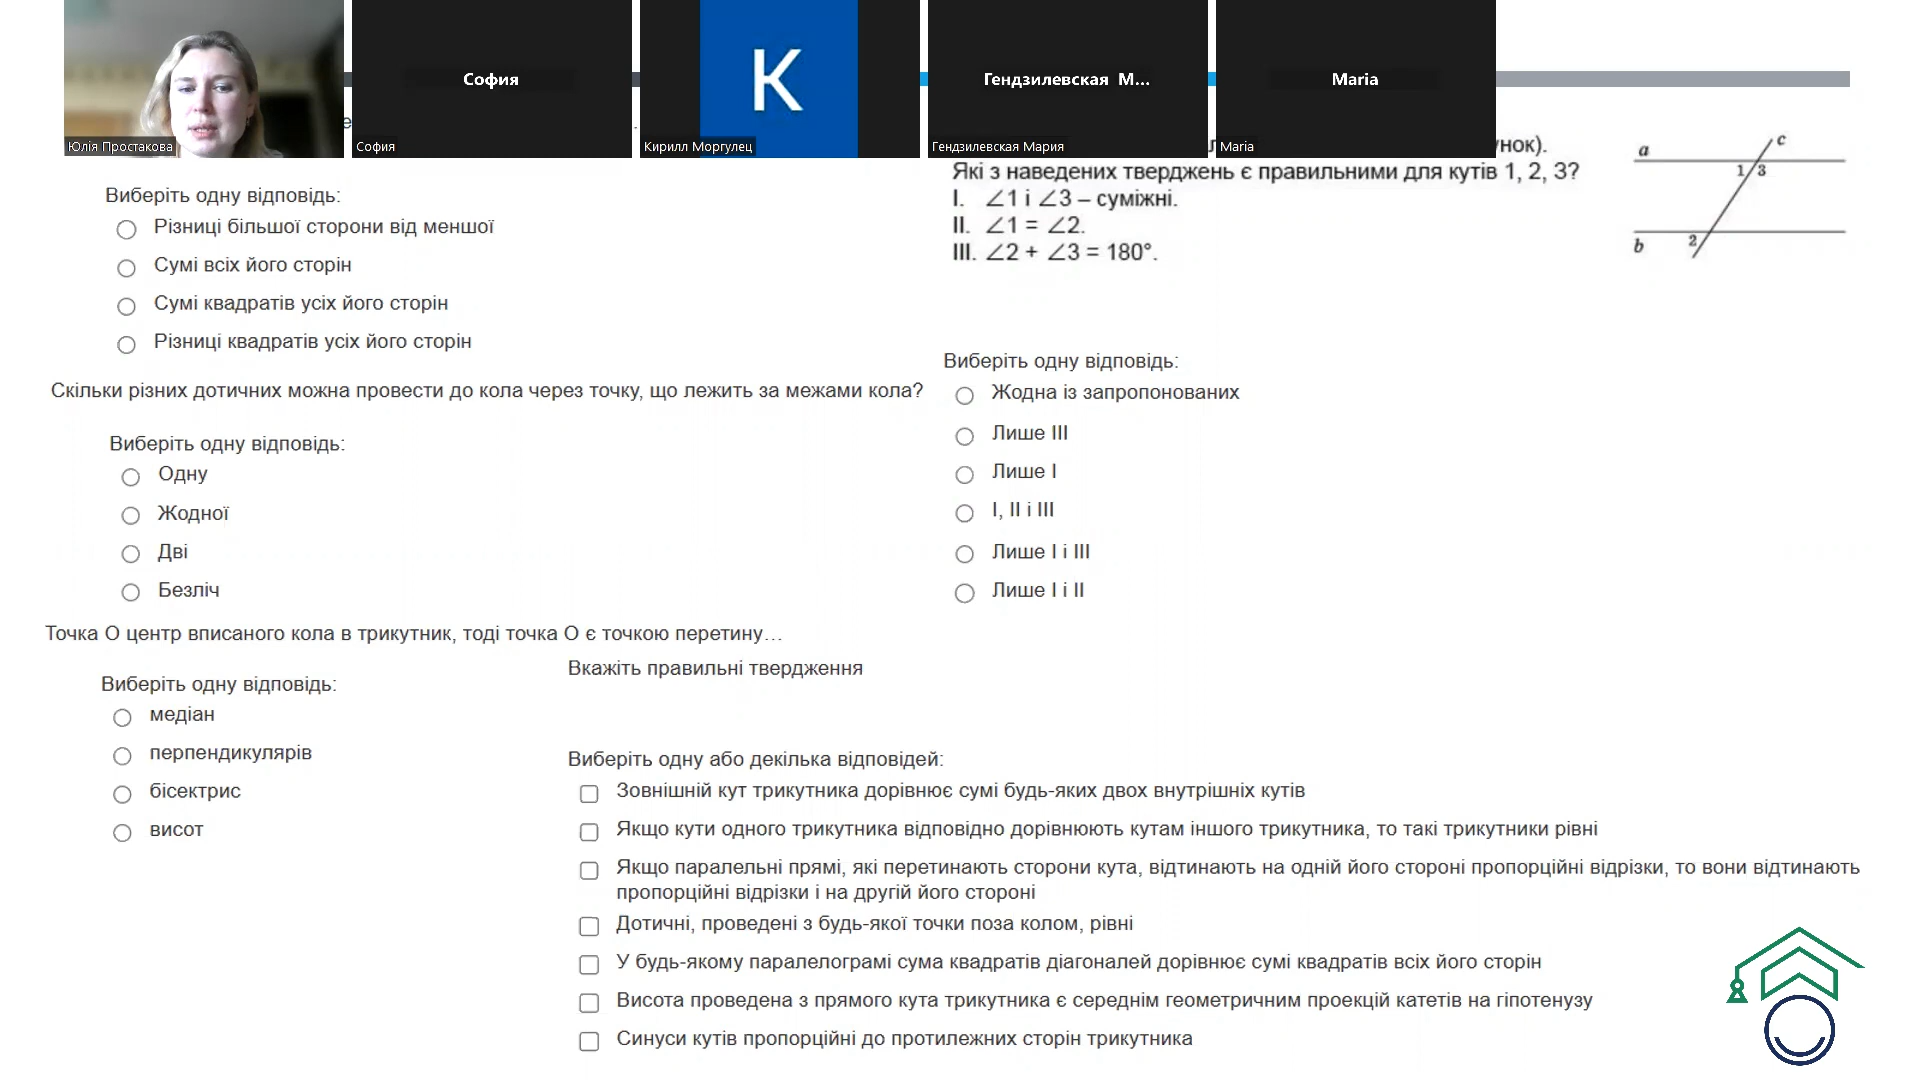 София
К
Гендзилевская М...
Maria
Юлія Простакова
София
Кирилл Моргулец
Гендзилевская Мария
Maria
Виберіть одну відповідь:
Різниці більшої сторони від меншої
Сумі всіх його сторін
Сумі квадратів усіх його сторін
Різниці квадратів усіх його сторін
Скільки різних дотичних можна провести до кола через точку, що лежить за межами кола?
Виберіть одну відповідь:
Одну
Жодної
Дві
Безліч
Точка О центр вписаного кола в трикутник, тоді точка О є точкою перетину…
Виберіть одну відповідь:
медіан
перпендикулярів
бісектрис
висот
Які з наведених тверджень є правильними для кутів 1, 2, 3?
I. ∠1 і ∠3 – суміжні.
II. ∠1 = ∠2.
III. ∠2 + ∠3 = 180°.
a
c
1
3
b
2
Виберіть одну відповідь:
Жодна із запропонованих
Лише III
Лише I
I, II і III
Лише I і III
Лише I і II
Вкажіть правильні твердження
Виберіть одну або декілька відповідей:
Зовнішній кут трикутника дорівнює сумі будь-яких двох внутрішніх кутів
Якщо кути одного трикутника відповідно дорівнюють кутам іншого трикутника, то такі трикутники рівні
Якщо паралельні прямі, які перетинають сторони кута, відтинають на одній його стороні пропорційні відрізки, то вони відтинають
пропорційні відрізки і на другій його стороні
Дотичні, проведені з будь-якої точки поза колом, рівні
У будь-якому паралелограмі сума квадратів діагоналей дорівнює сумі квадратів всіх його сторін
Висота проведена з прямого кута трикутника є середнім геометричним проекцій катетів на гіпотенузу
Синуси кутів пропорційні до протилежних сторін трикутника